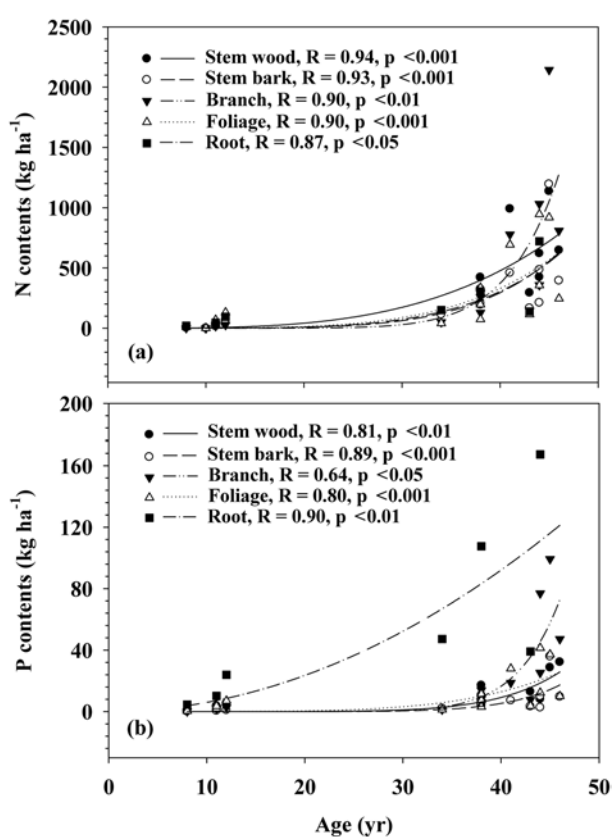 2500
2000
1500
1000
500
0
N contents (kg ha⁻¹)
Stem wood, R = 0.94, p <0.001
Stem bark, R = 0.93, p <0.001
Branch, R = 0.90, p <0.01
Foliage, R = 0.90, p <0.001
Root, R = 0.87, p <0.05
(a)
200
160
120
80
40
0
P contents (kg ha⁻¹)
Stem wood, R = 0.81, p <0.01
Stem bark, R = 0.89, p <0.001
Branch, R = 0.64, p <0.05
Foliage, R = 0.80, p <0.001
Root, R = 0.90, p <0.01
(b)
0 10 20 30 40 50
Age (yr)